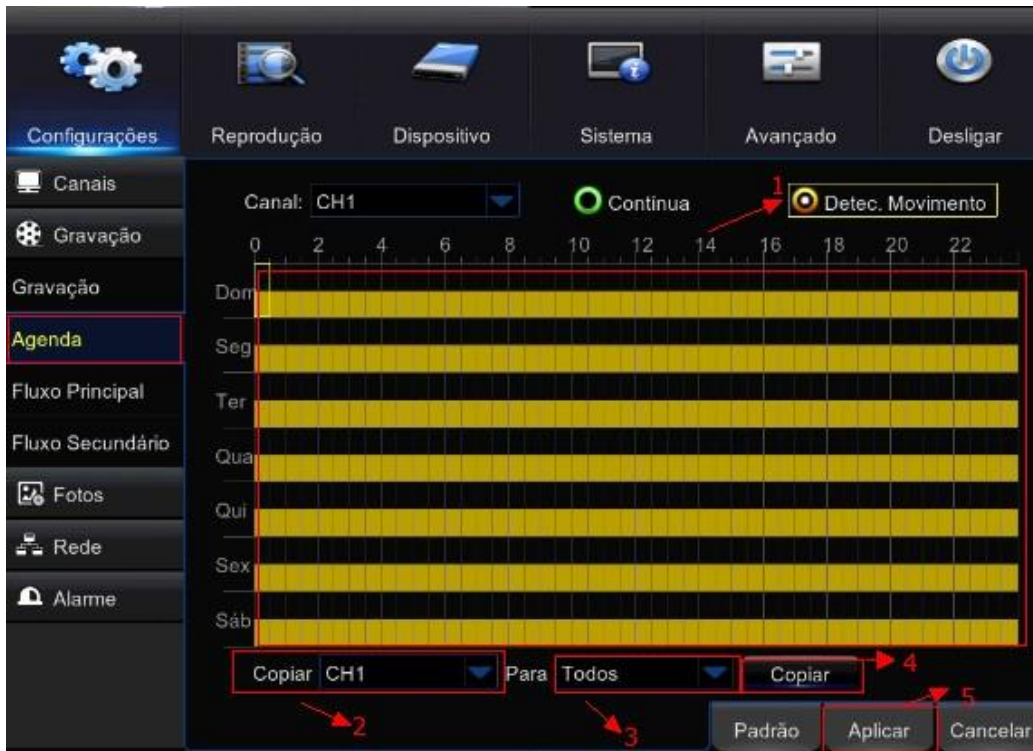 Configurações Reprodução Dispositivo Sistema Avançado Desligar
Canais
Gravação
Gravação
Agenda
Fluxo Principal
Fluxo Secundário
Fotos
Rede
Alarme
Canal: CH1 Contínua 1 Detec. Movimento
0 2 4 6 8 10 12 14 16 18 20 22
Dom
Seg
Ter
Qua
Qui
Sex
Sáb
Copiar CH1 Para Todos Copiar 4
2 3 5
Padrão Aplicar Cancelar